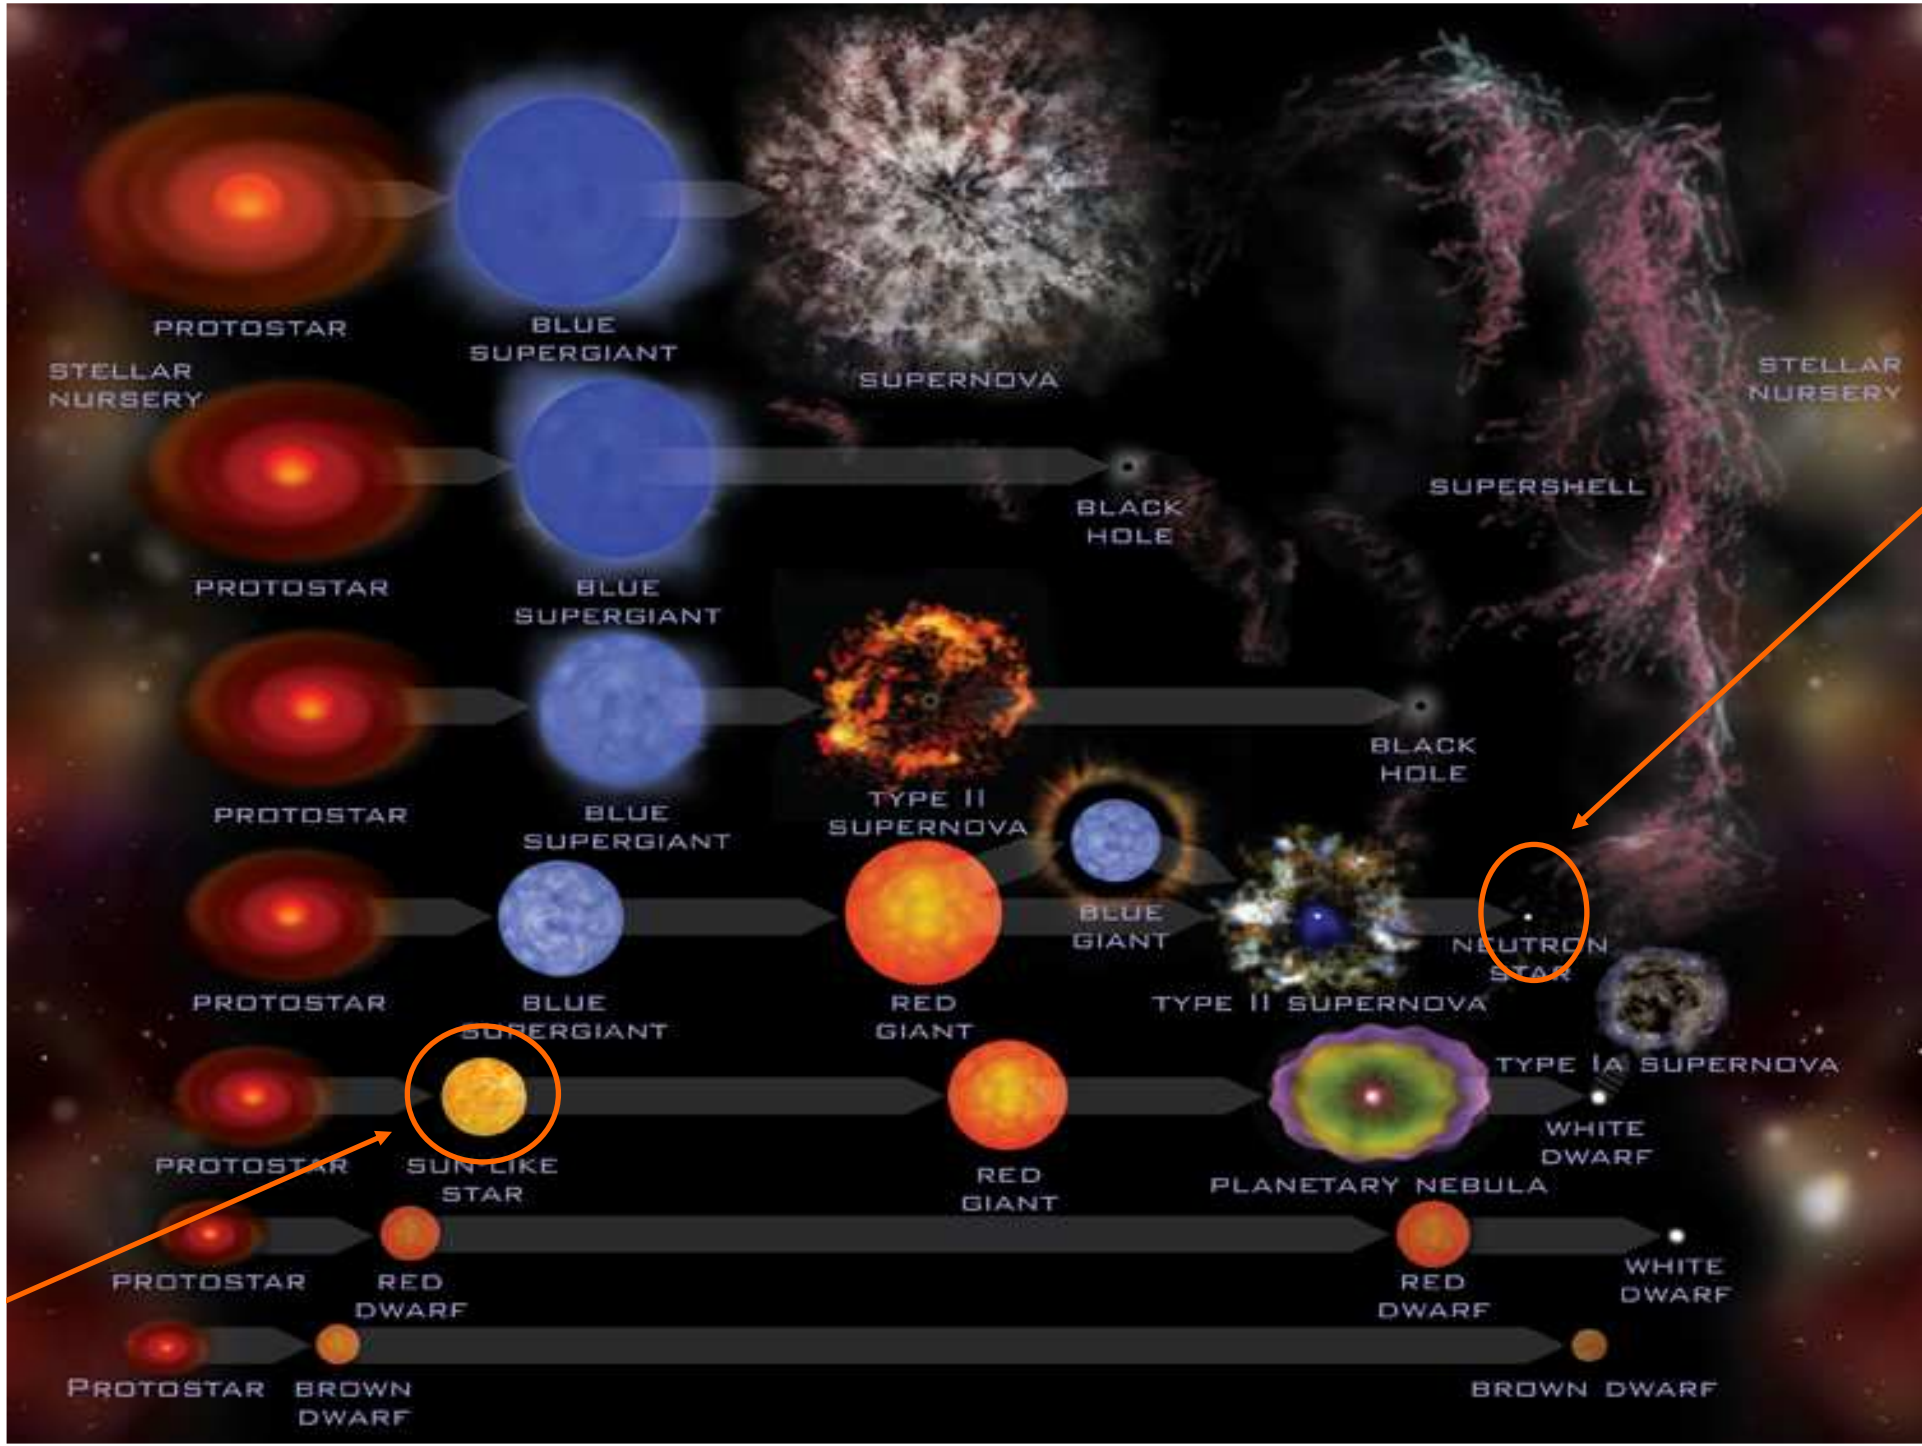 PROTOSTAR
BLUE
SUPERGIANT
SUPERNOVA
STELLAR
NURSERY
STELLAR
NURSERY
SUPERSHELL
PROTOSTAR
BLUE
SUPERGIANT
BLACK
HOLE
PROTOSTAR
BLUE
SUPERGIANT
TYPE II
SUPERNOVA
BLACK
HOLE
PROTOSTAR
BLUE
SUPERGIANT
RED
GIANT
BLUE
GIANT
TYPE II SUPERNOVA
NEUTRON
STAR
TYPE IA SUPERNOVA
PROTOSTAR
SUN-LIKE
STAR
RED
GIANT
PLANETARY NEBULA
WHITE
DWARF
PROTOSTAR
RED
DWARF
RED
DWARF
WHITE
DWARF
PROTOSTAR
BROWN
DWARF
BROWN DWARF